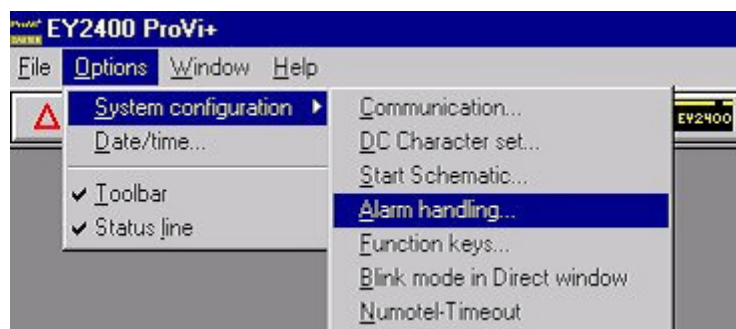 EY2400 ProVi+
File Options Window Help
System configuration
Communication...
EY2400
Date/time...
DC Character set...
Start Schematic...
Toolbar
Alarm handling...
Status line
Function keys...
Blink mode in Direct window
Numotel-Timeout